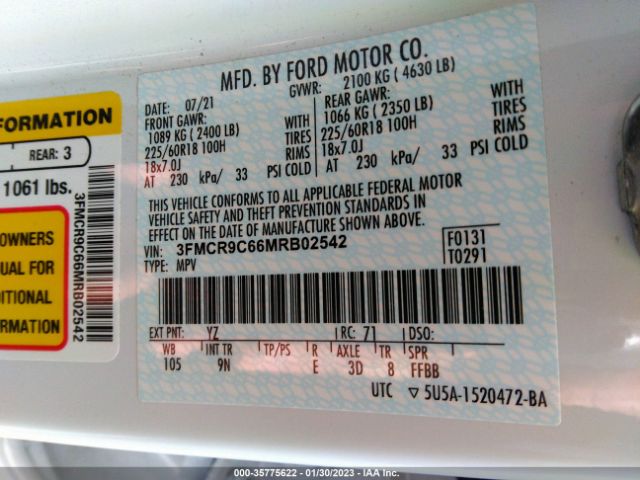 MFD. BY FORD MOTOR CO.
DATE: 07/21 GVWR: 2100 KG ( 4630 LB)
FRONT GAWR: REAR GAWR:
1089 KG ( 2400 LB) WITH 1066 KG ( 2350 LB) WITH
225/60R18 100H TIRES 225/60R18 100H TIRES
18x7.0J RIMS 18x7.0J RIMS
AT 230 kPa/ 33 PSI COLD AT 230 kPa/ 33 PSI COLD
THIS VEHICLE CONFORMS TO ALL APPLICABLE FEDERAL MOTOR
VEHICLE SAFETY AND THEFT PREVENTION STANDARDS IN
EFFECT ON THE DATE OF MANUFACTURE SHOWN ABOVE.
VIN: 3FMCR9C66MRB02542 F0131
TYPE: MPV T0291
EXT PNT: YZ RC: 71 DSO:
WB INT TR TP/PS R AXLE TR SPR
105 9N E 3D 8 FFBB
UTC ▽ 5U5A-1520472-BA
FORMATION
REAR: 3
1061 lbs.
OWNERS
UAL FOR
DITIONAL
RMATION
3FMCR9C66MRB02542
000-35775622 - 01/30/2023 - IAA Inc.